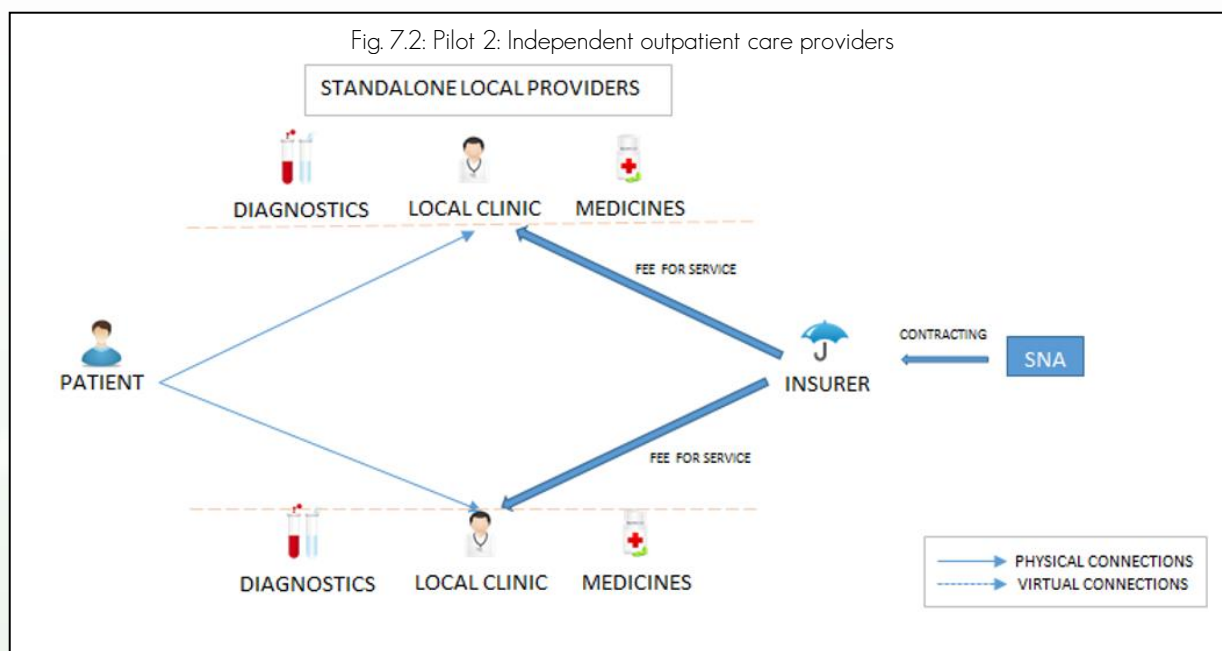 Fig. 7.2: Pilot 2: Independent outpatient care providers
STANDALONE LOCAL PROVIDERS
DIAGNOSTICS
LOCAL CLINIC
MEDICINES
FEE FOR SERVICE
PATIENT
INSURER
CONTRACTING
SNA
FEE FOR SERVICE
DIAGNOSTICS
LOCAL CLINIC
MEDICINES
PHYSICAL CONNECTIONS
VIRTUAL CONNECTIONS